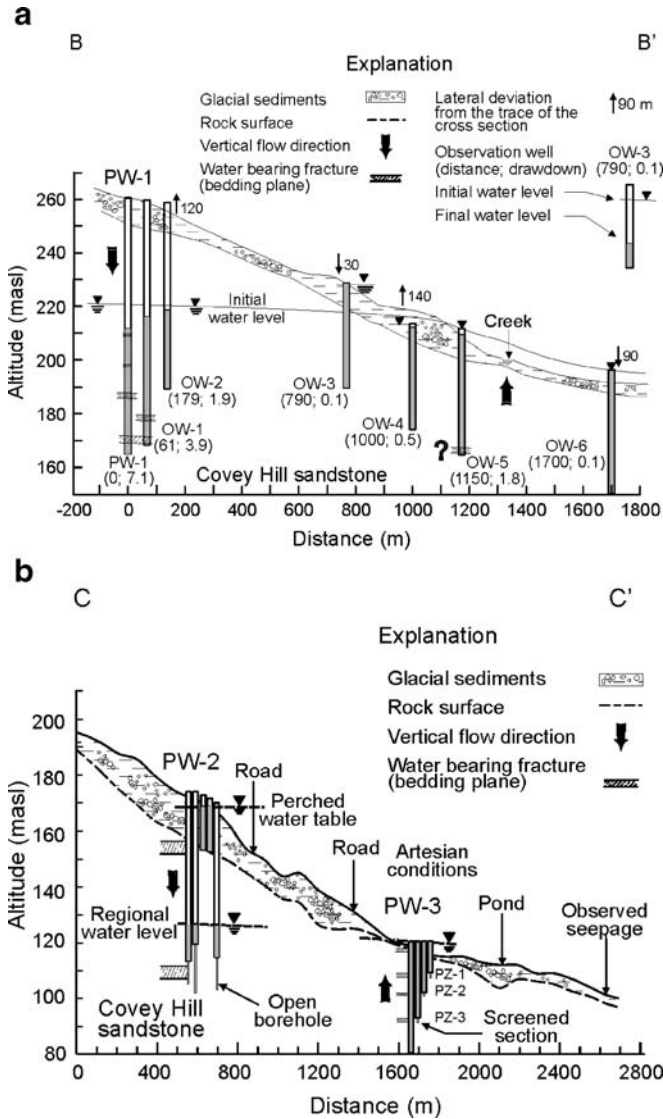 a
B
B'
Explanation
Glacial sediments
Rock surface
Vertical flow direction
Water bearing fracture
(bedding plane)
Lateral deviation
from the trace of the
cross section
90 m
Observation well
(distance; drawdown)
Initial water level
Final water level
OW-3
(790; 0.1)
PW-1
120
30
140
90
Initial
water level
Creek
OW-2
(179; 1.9)
OW-1
(61; 3.9)
PW-1
(0; 7.1)
OW-3
(790; 0.1)
OW-4
(1000; 0.5)
?
OW-5
(1150; 1.8)
OW-6
(1700; 0.1)
Covey Hill sandstone
Altitude (masl)
260
240
220
200
180
160
-200 0 200 400 600 800 1000 1200 1400 1600 1800
Distance (m)
b
C
C'
Explanation
Glacial sediments
Rock surface
Vertical flow direction
Water bearing fracture
(bedding plane)
PW-2
Road
Perched
water table
Road
Artesian
conditions
PW-3
Pond
Observed
seepage
Regional
water level
PZ-1
PZ-2
PZ-3
Covey Hill
sandstone
Open
borehole
Screened
section
Altitude (masl)
200
180
160
140
120
100
80
0 400 800 1200 1600 2000 2400 2800
Distance (m)